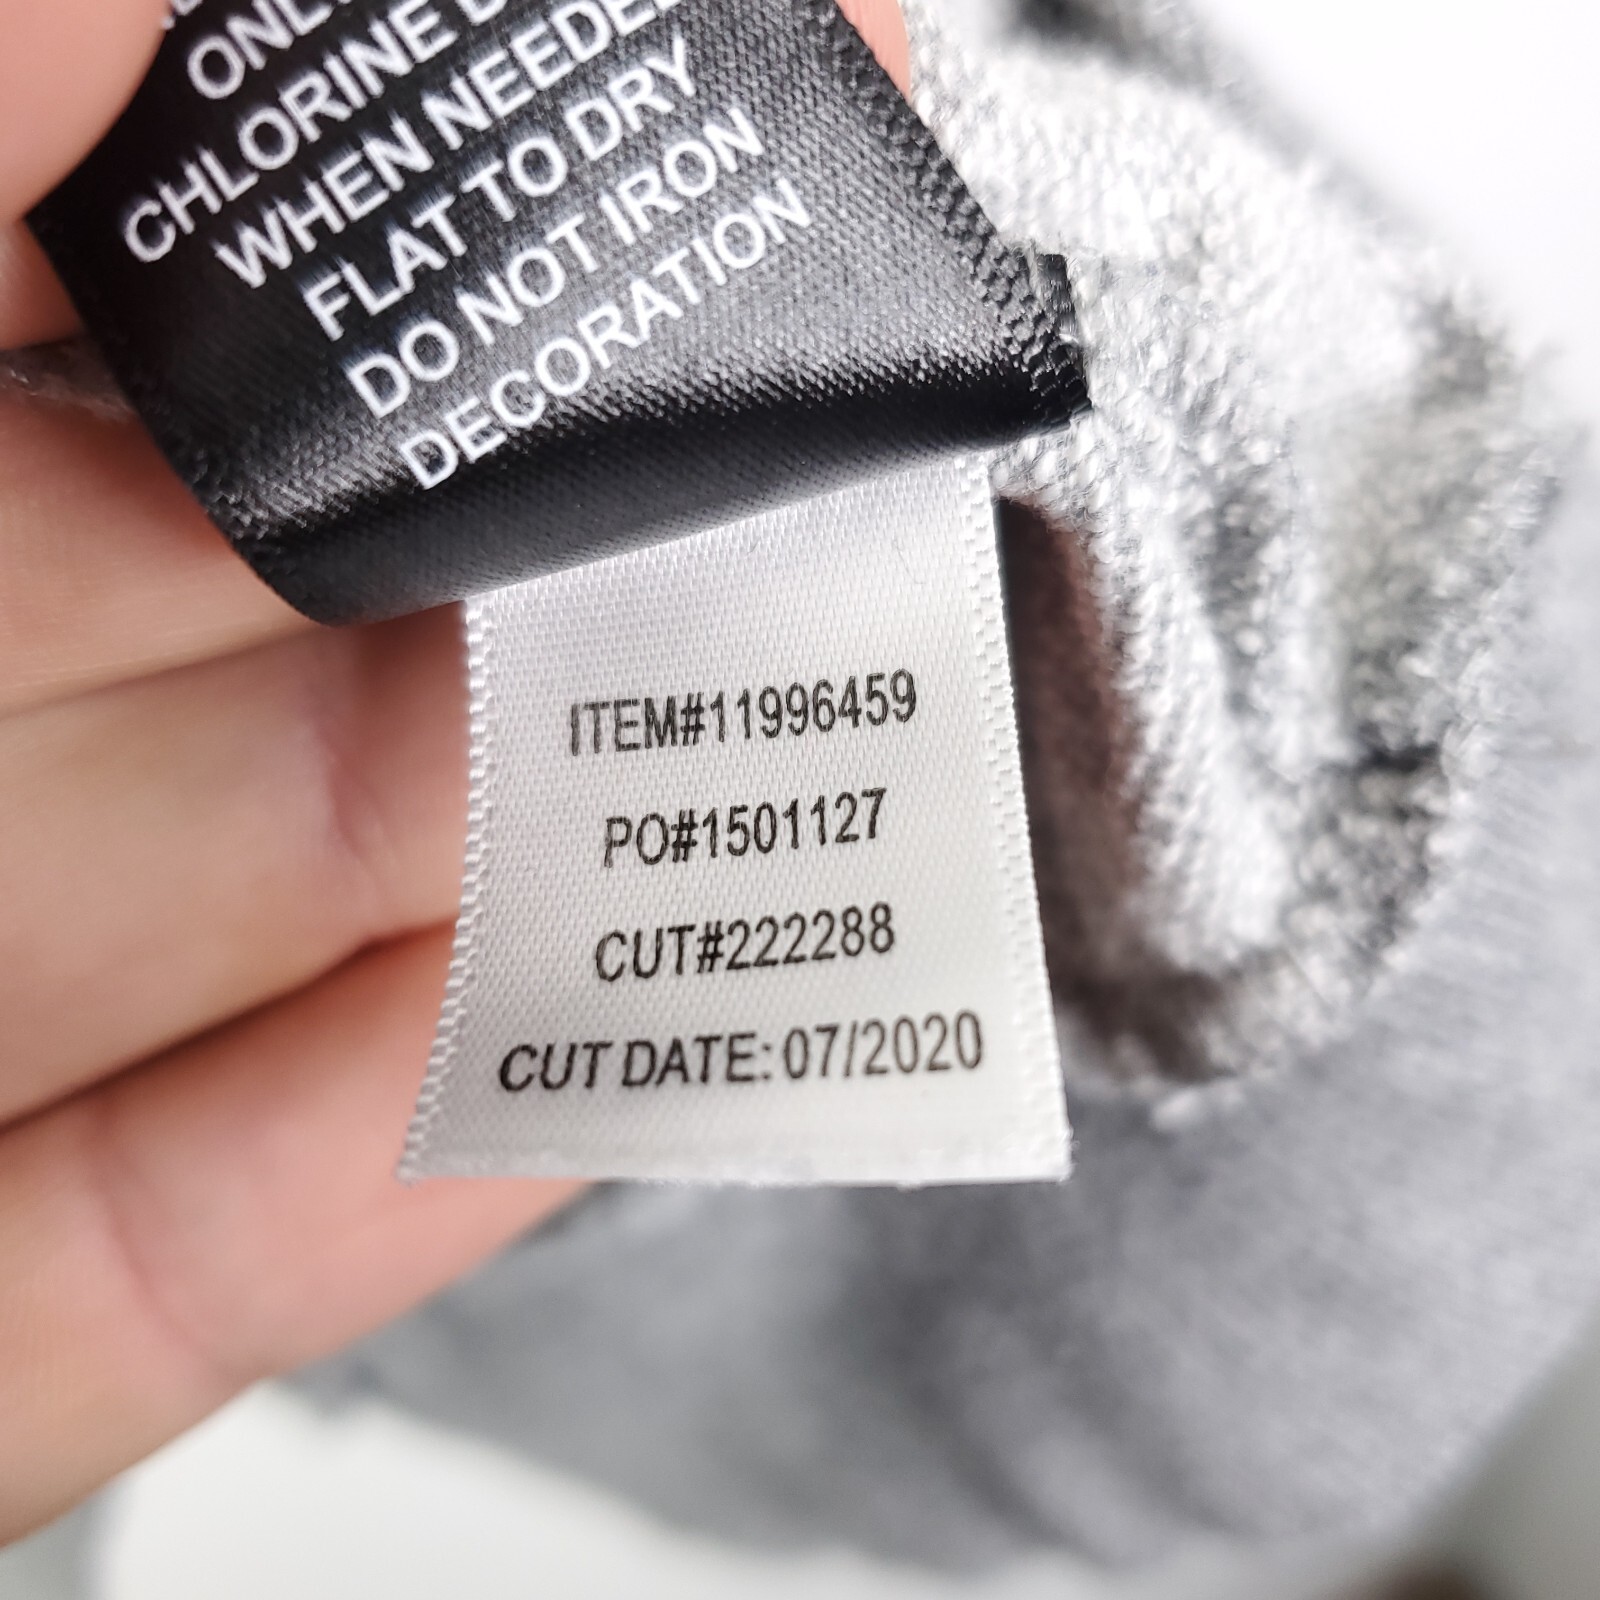 CHLORINE
WHEN NEEDED
FLAT TO DRY
DO NOT IRON
DECORATION
ITEM#11996459
PO#1501127
CUT#222288
CUT DATE: 07/2020